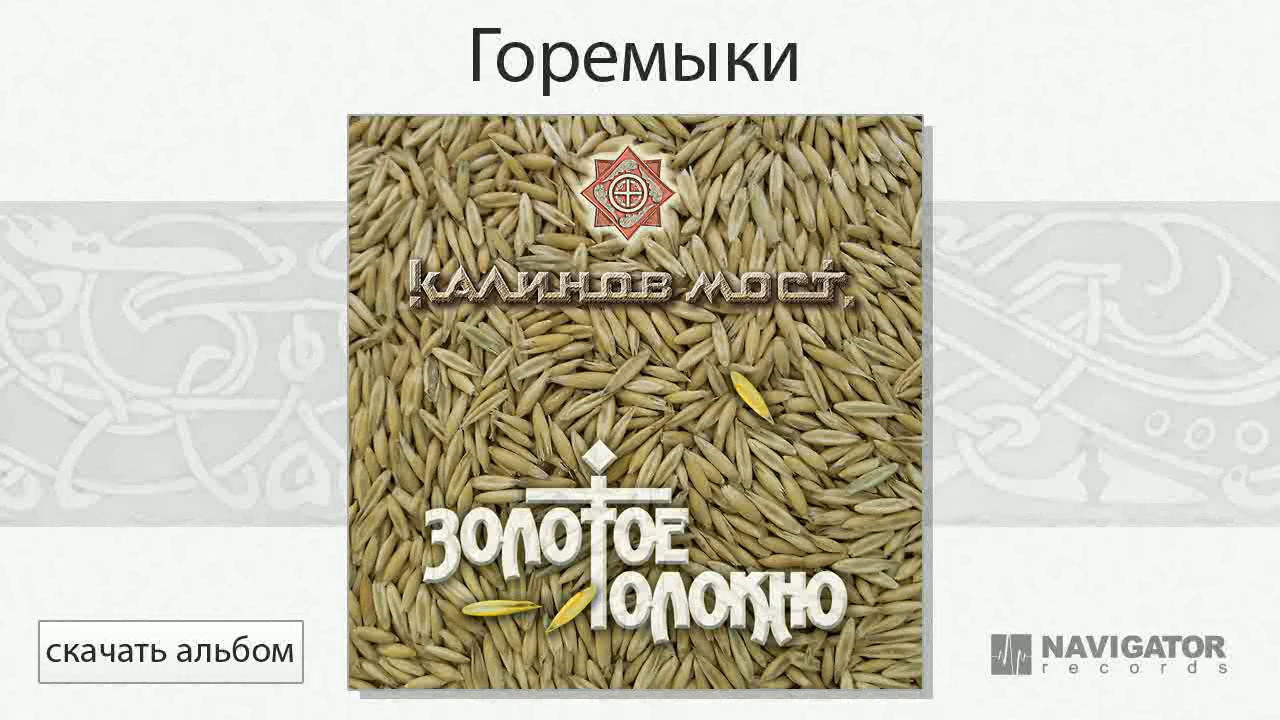 Горемыки
КАЛИНОВ МОСТ
ЗОЛОТОЕ
ТОЛОКНО
скачать альбом
NAVIGATOR
records